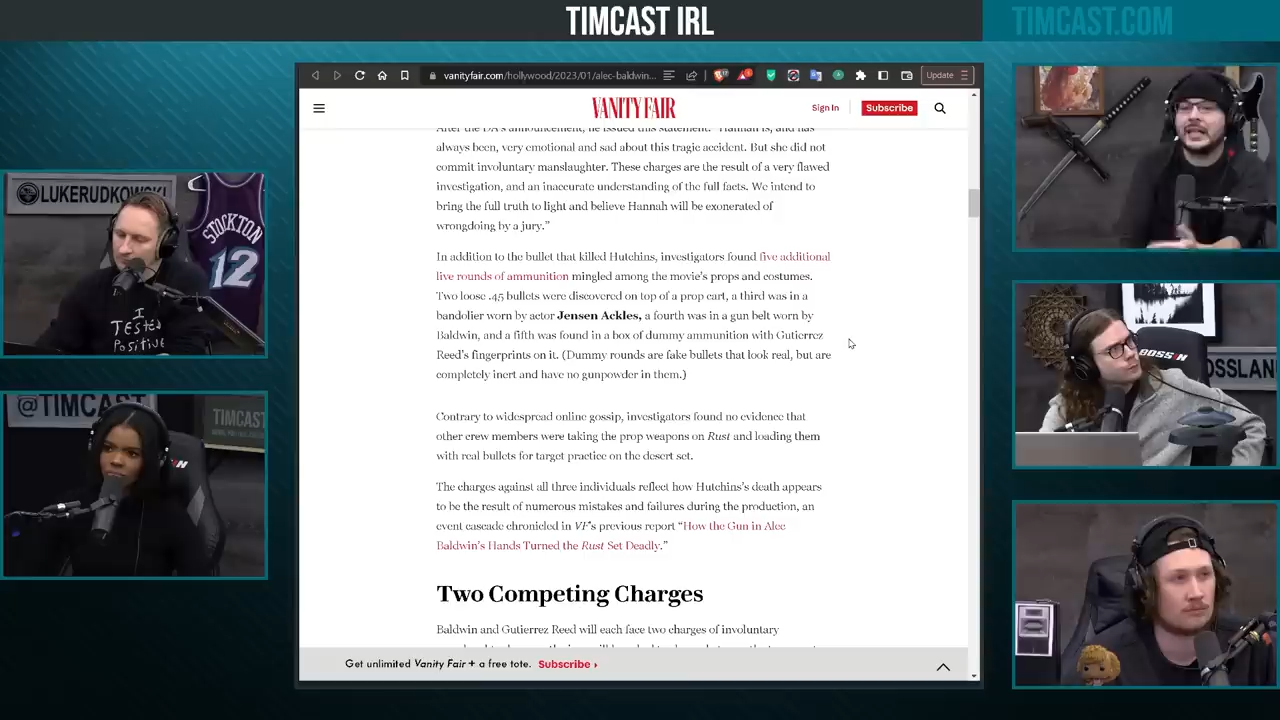 TIMCAST IRL
TIMCAST.COM
vanityfair.com/hollywood/2023/01/alec-baldwin...
Update
VANITY FAIR
Sign In
Subscribe
After the DA's announcement, he issued this statement: "Hannah is, and has
always been, very emotional and sad about this tragic accident. But she did not
commit involuntary manslaughter. These charges are the result of a very flawed
investigation, and an inaccurate understanding of the full facts. We intend to
bring the full truth to light and believe Hannah will be exonerated of
wrongdoing by a jury."
In addition to the bullet that killed Hutchins, investigators found five additional
live rounds of ammunition mingled among the movie's props and costumes.
Two loose .45 bullets were discovered on top of a prop cart, a third was in a
bandolier worn by actor Jensen Ackles, a fourth was in a gun belt worn by
Baldwin, and a fifth was found in a box of dummy ammunition with Gutierrez
Reed's fingerprints on it. (Dummy rounds are fake bullets that look real, but are
completely inert and have no gunpowder in them.)
Contrary to widespread online gossip, investigators found no evidence that
other crew members were taking the prop weapons on Rust and loading them
with real bullets for target practice on the desert set.
The charges against all three individuals reflect how Hutchins's death appears
to be the result of numerous mistakes and failures during the production, an
event cascade chronicled in VF's previous report "How the Gun in Alec
Baldwin's Hands Turned the Rust Set Deadly."
Two Competing Charges
Baldwin and Gutierrez Reed will each face two charges of involuntary
Get unlimited Vanity Fair + a free tote. Subscribe ›
@LUKERUDKOWSKI
STOCKTON
12
I
TESTED
POSITIVE
@TIMCAST
TIMCAST